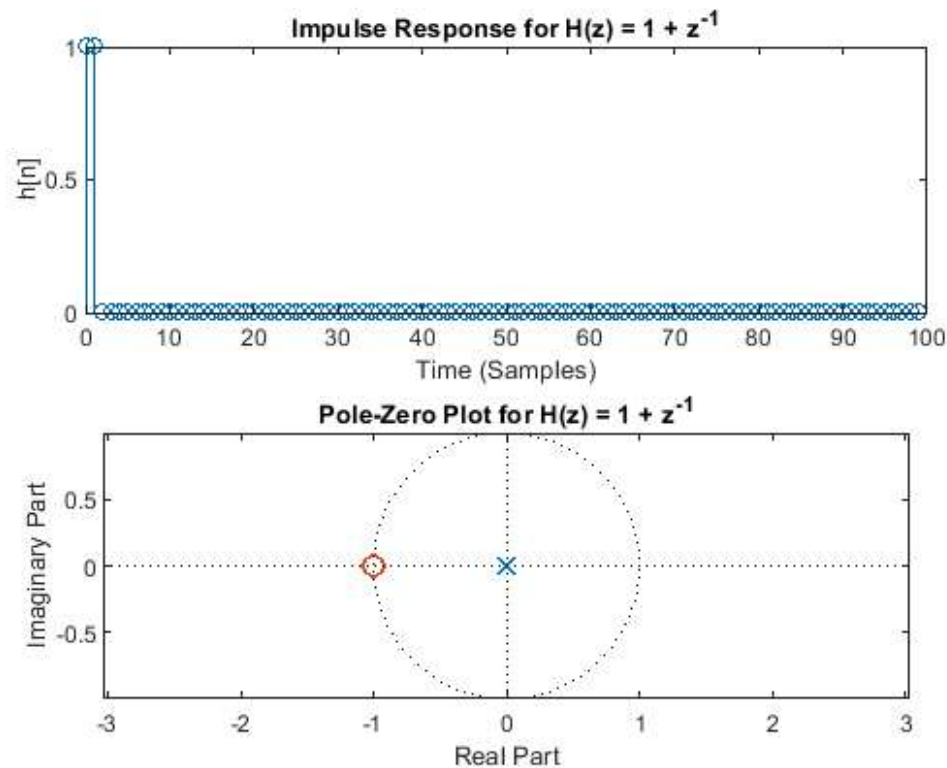 Impulse Response for H(z) = 1 + z^-1
1
0.5
0
h[n]
0 10 20 30 40 50 60 70 80 90 100
Time (Samples)
Pole-Zero Plot for H(z) = 1 + z^-1
0.5
0
-0.5
Imaginary Part
-3 -2 -1 0 1 2 3
Real Part